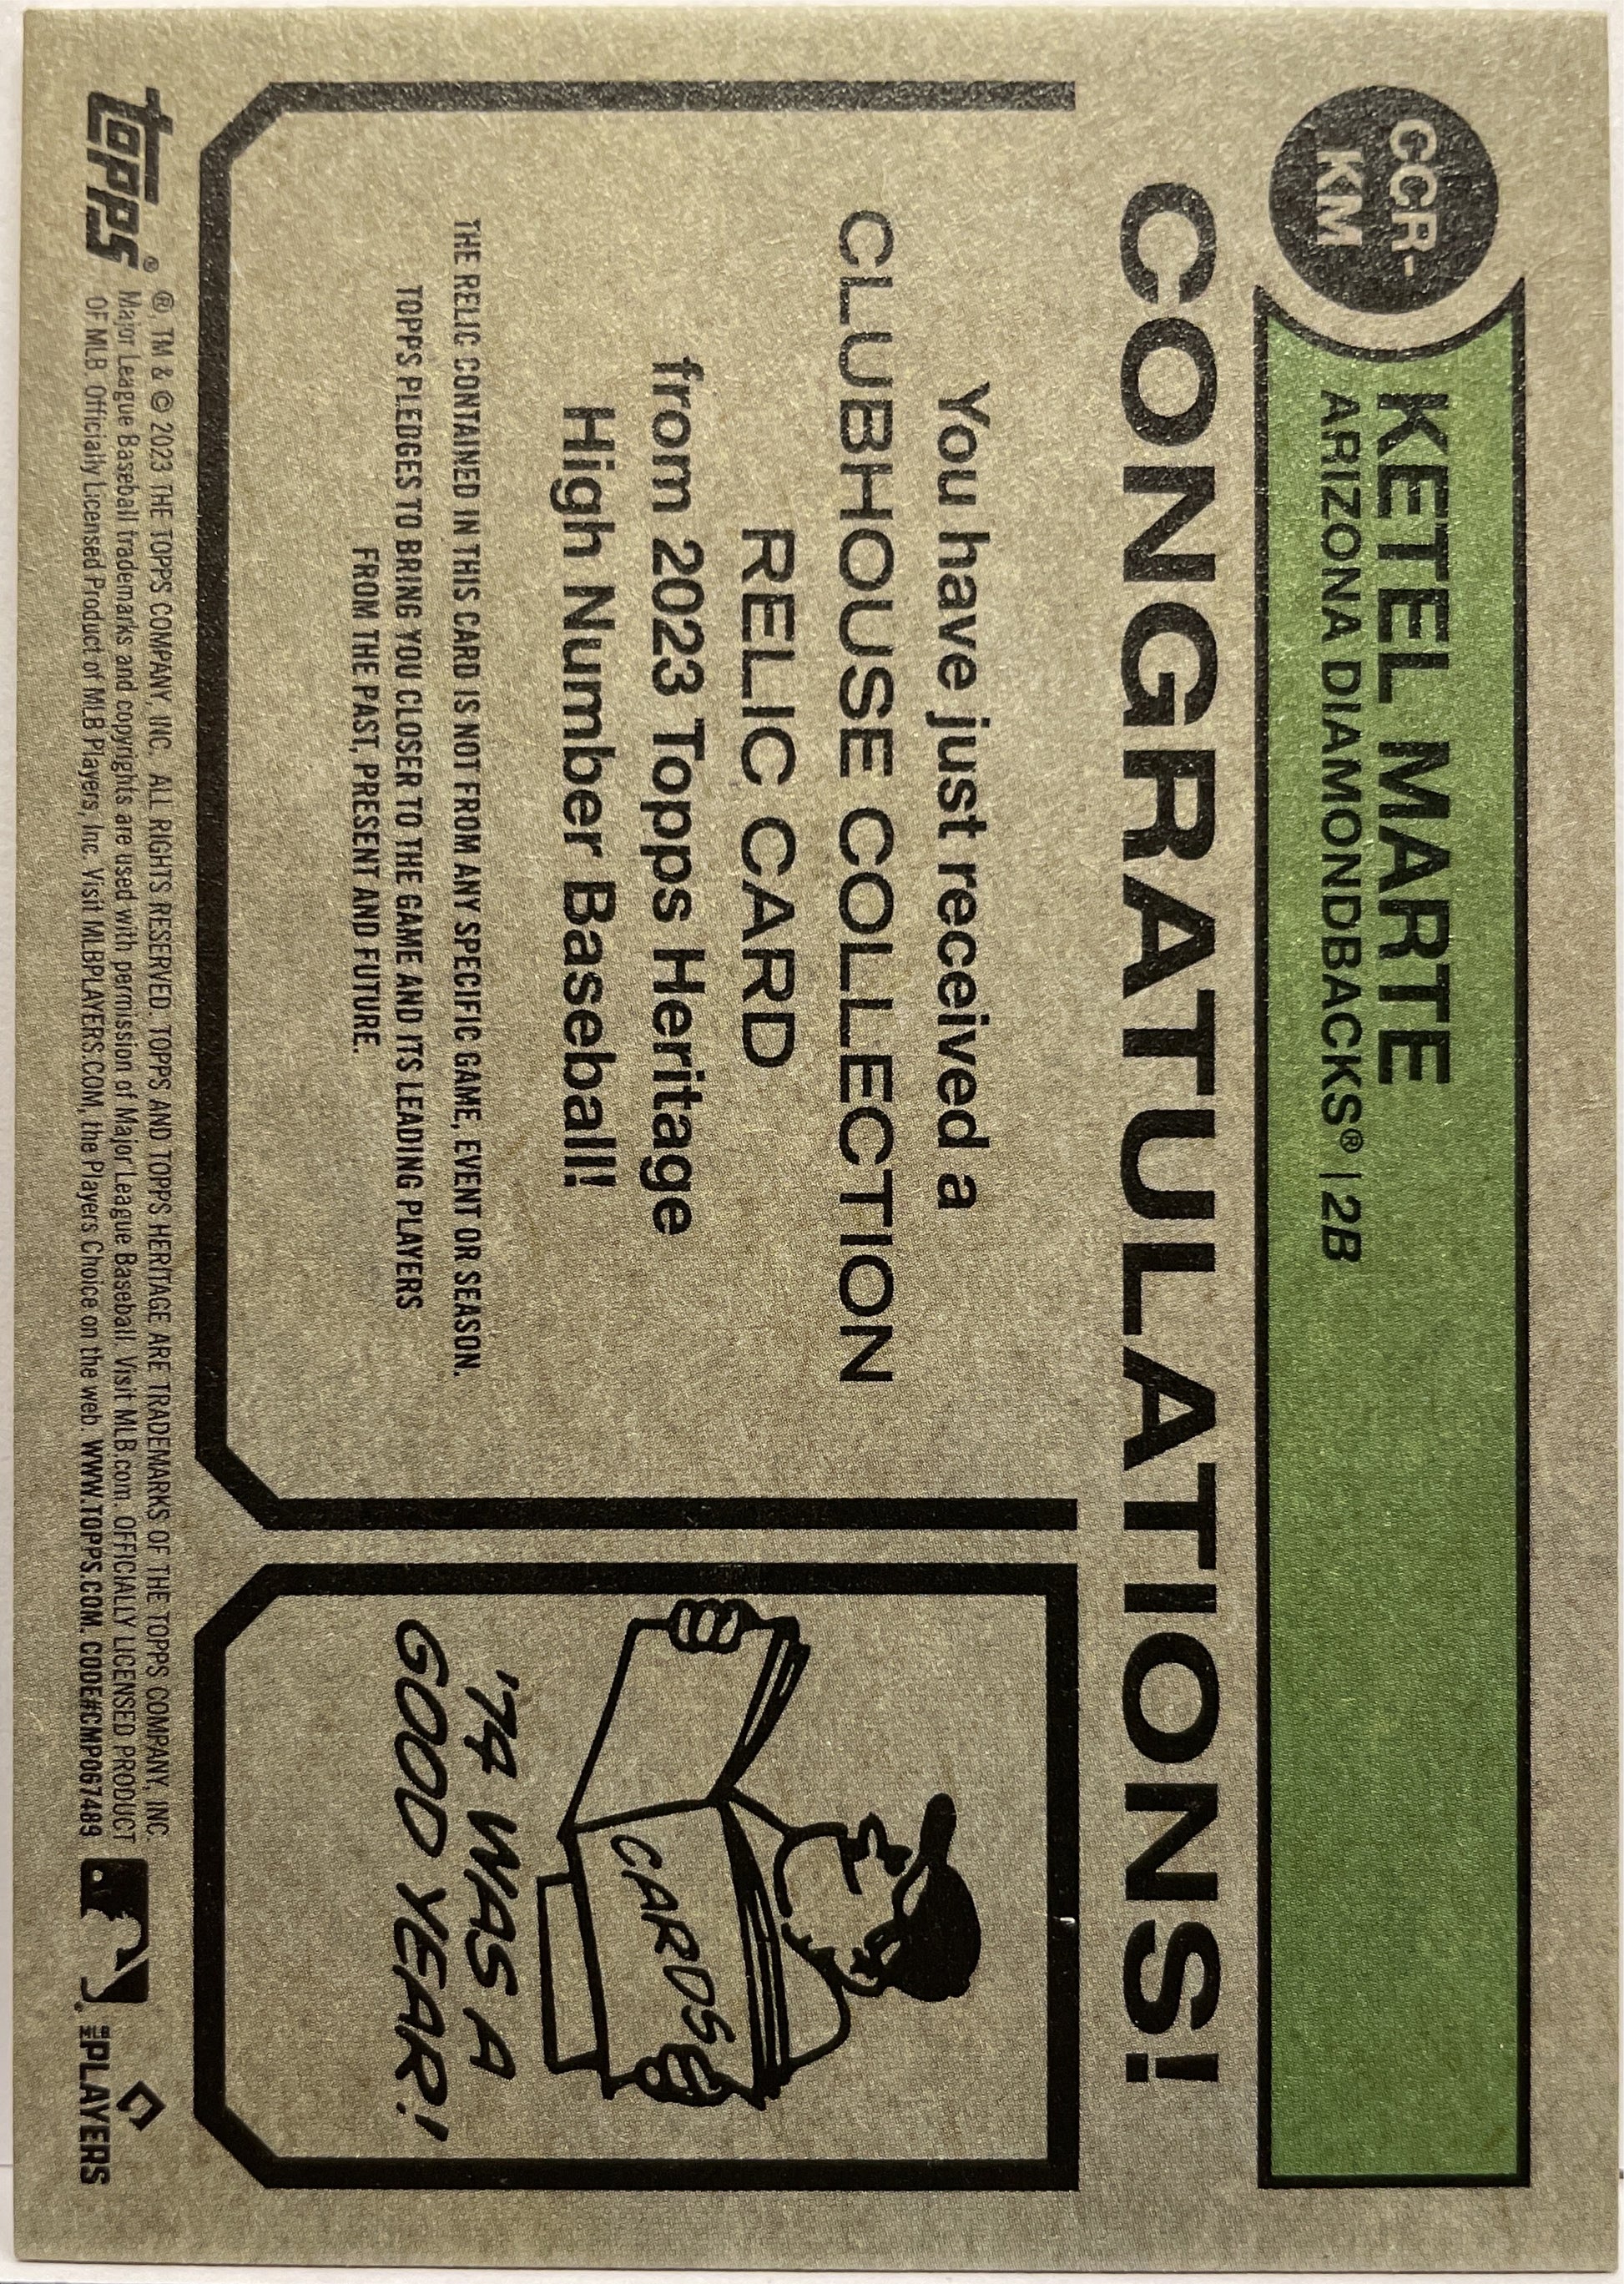 CCR-
KM
KETEL MARTE
ARIZONA DIAMONDBACKS® | 2B
CONGRATULATIONS!
You have just received a
CLUBHOUSE COLLECTION
RELIC CARD
from 2023 Topps Heritage
High Number Baseball!
THE RELIC CONTAINED IN THIS CARD IS NOT FROM ANY SPECIFIC GAME, EVENT OR SEASON.
TOPPS PLEDGES TO BRING YOU CLOSER TO THE GAME AND ITS LEADING PLAYERS
FROM THE PAST, PRESENT AND FUTURE.
CARDS
'74 WAS A
GOOD YEAR!
topps®
®, TM & © 2023 THE TOPPS COMPANY, INC. ALL RIGHTS RESERVED. TOPPS AND TOPPS HERITAGE ARE TRADEMARKS OF THE TOPPS COMPANY, INC.
Major League Baseball trademarks and copyrights are used with permission of Major League Baseball. Visit MLB.com. OFFICIALLY LICENSED PRODUCT
OF MLB. Officially Licensed Product of MLB Players, Inc. Visit MLBPLAYERS.COM, the Players Choice on the web. WWW.TOPPS.COM. CODE#CMP067489
MLB PLAYERS